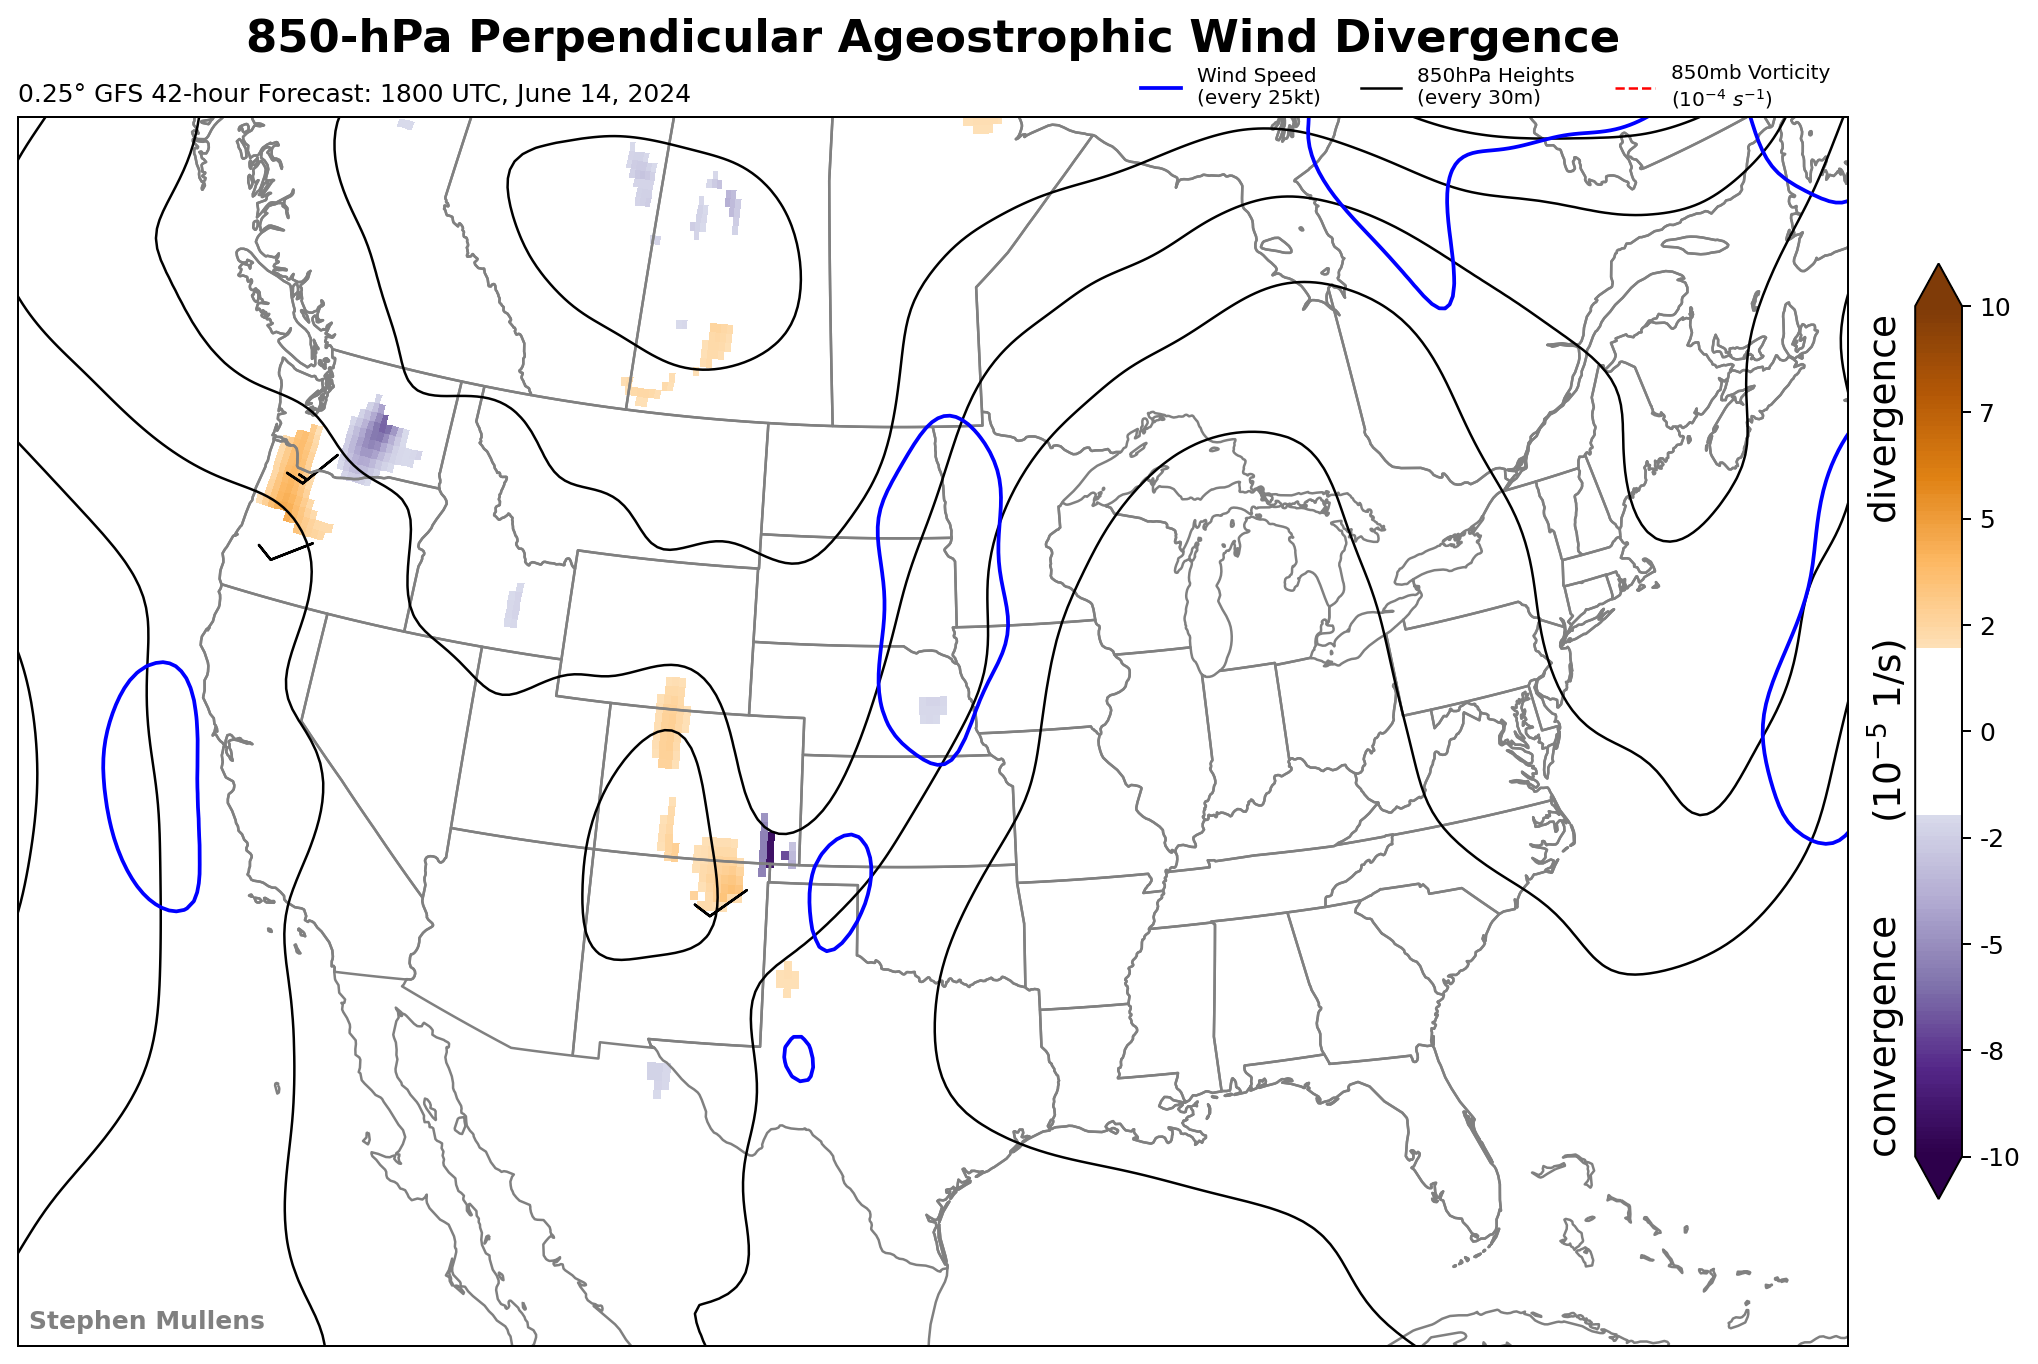 850-hPa Perpendicular Ageostrophic Wind Divergence
0.25° GFS 42-hour Forecast: 1800 UTC, June 14, 2024
Wind Speed
(every 25kt)
850hPa Heights
(every 30m)
850mb Vorticity
(10⁻⁴ s⁻¹)
10
7
5
2
0
-2
-5
-8
-10
convergence (10⁻⁵ 1/s) divergence
Stephen Mullens